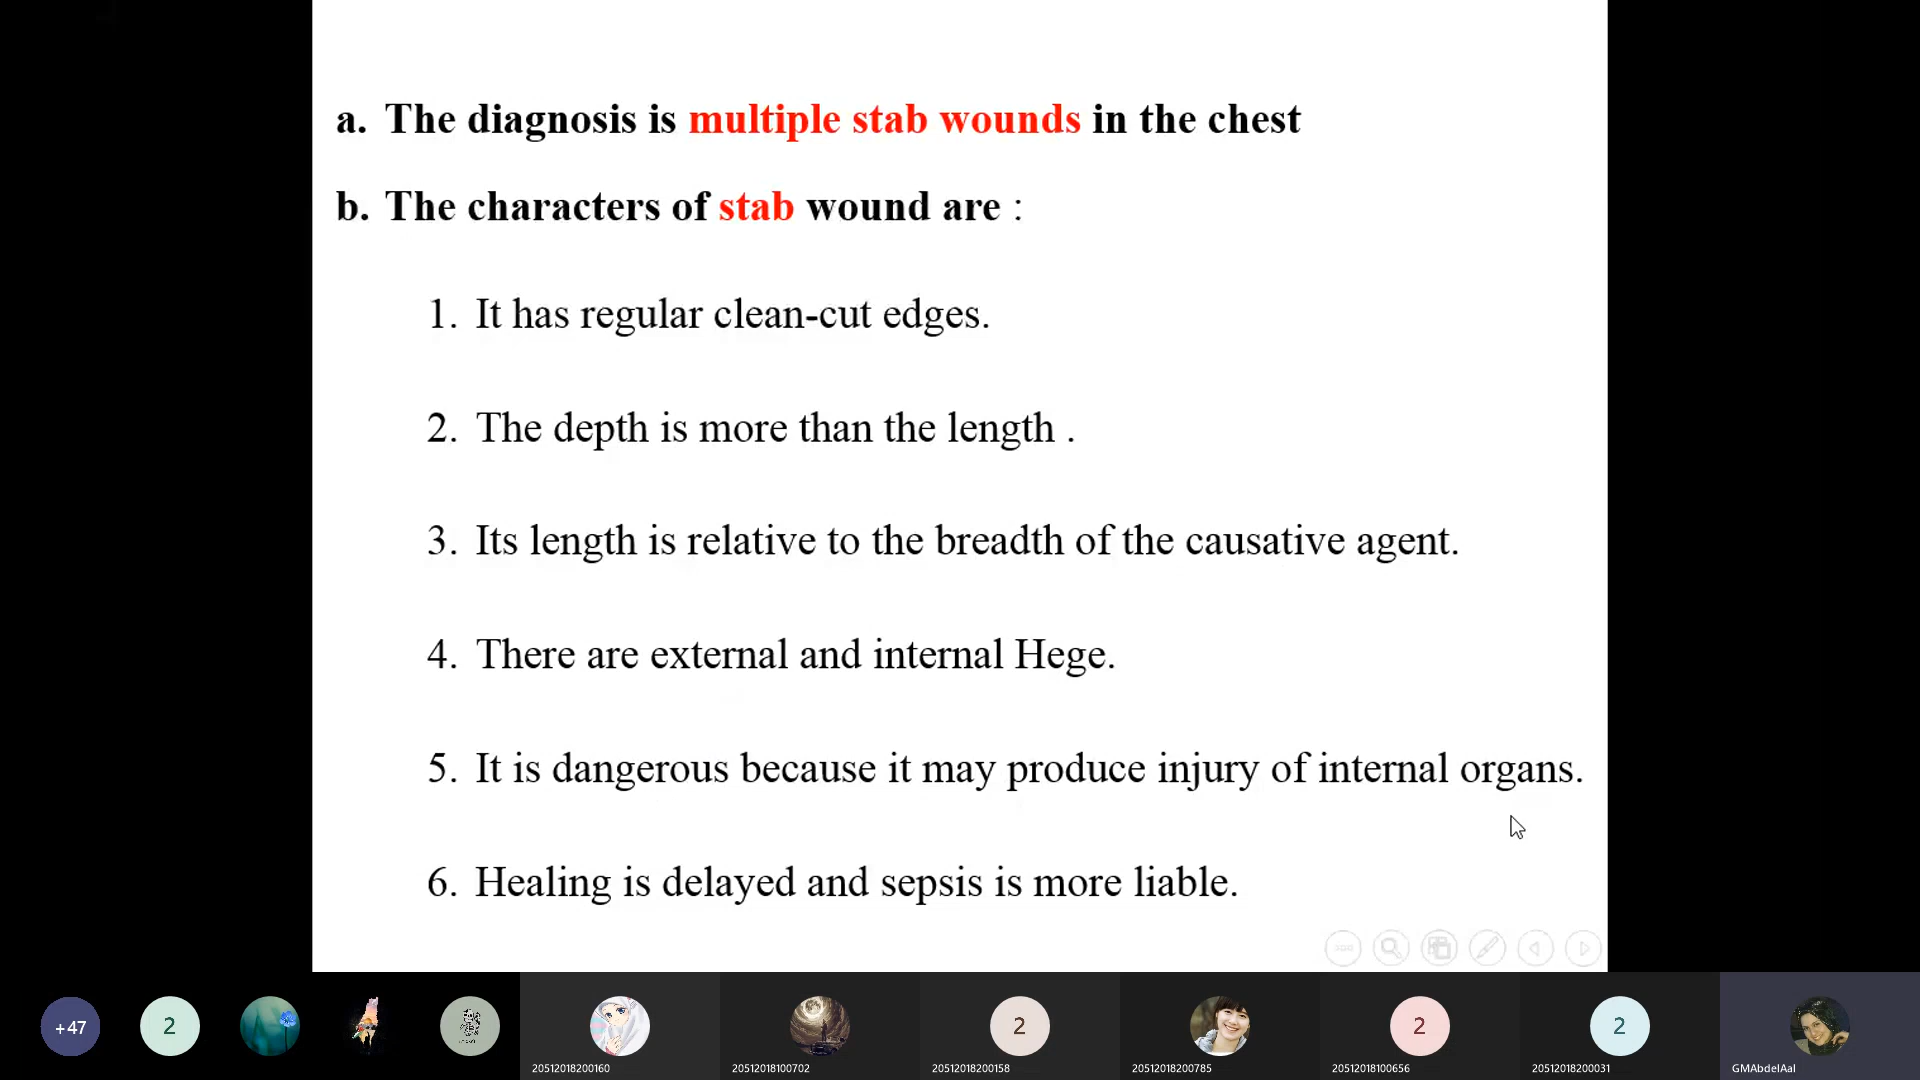 a. The diagnosis is multiple stab wounds in the chest
b. The characters of stab wound are :
1. It has regular clean-cut edges.
2. The depth is more than the length .
3. Its length is relative to the breadth of the causative agent.
4. There are external and internal Hege.
5. It is dangerous because it may produce injury of internal organs.
6. Healing is delayed and sepsis is more liable.
+47
2
2
2
2
20512018200160
20512018100702
20512018200158
20512018200785
20512018100656
20512018200031
GMAbdelAal